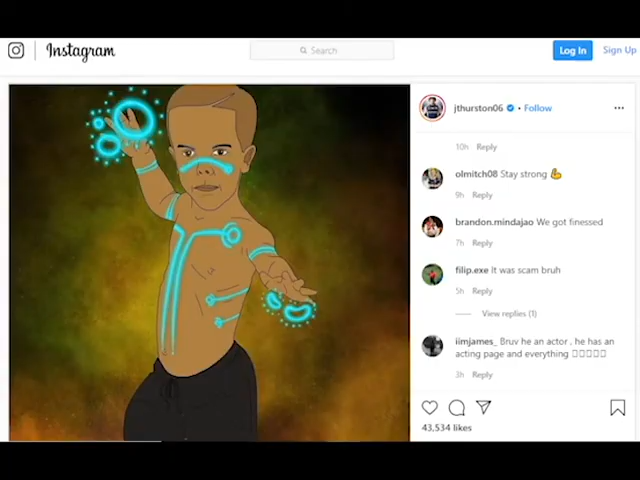 Instagram
Search
Log In
Sign Up
jthurston06 • Follow
10h Reply
olmitch08 Stay strong 💪
9h Reply
brandon.mindajao We got finessed
7h Reply
filip.exe It was scam bruh
5h Reply
View replies (1)
iimjames_ Bruv he an actor . he has an
acting page and everything
3h Reply
43,534 likes